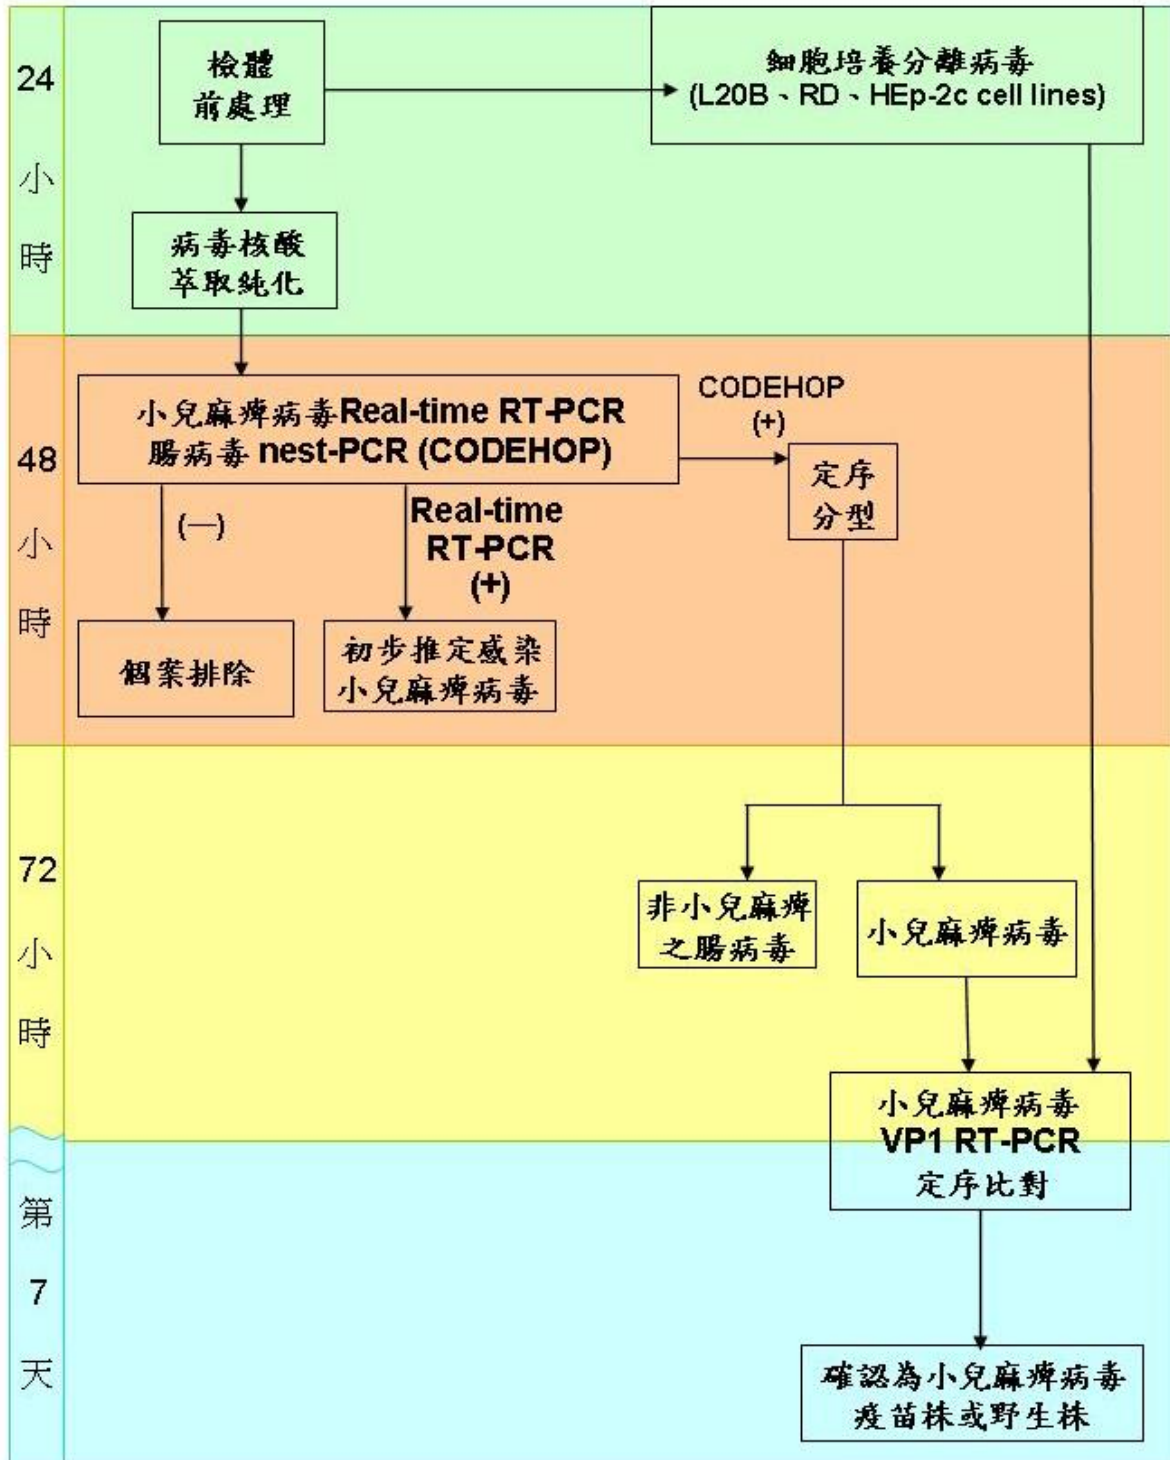 24
小
時
檢體
前處理
細胞培養分離病毒
(L20B、RD、HEp-2c cell lines)
病毒核酸
萃取純化
48
小
時
小兒麻痺病毒Real-time RT-PCR
腸病毒 nest-PCR (CODEHOP)
CODEHOP
(+)
定序
分型
(—)
Real-time
RT-PCR
(+)
個案排除
初步推定感染
小兒麻痺病毒
72
小
時
非小兒麻痺
之腸病毒
小兒麻痺病毒
小兒麻痺病毒
VP1 RT-PCR
定序比對
第
7
天
確認為小兒麻痺病毒
疫苗株或野生株